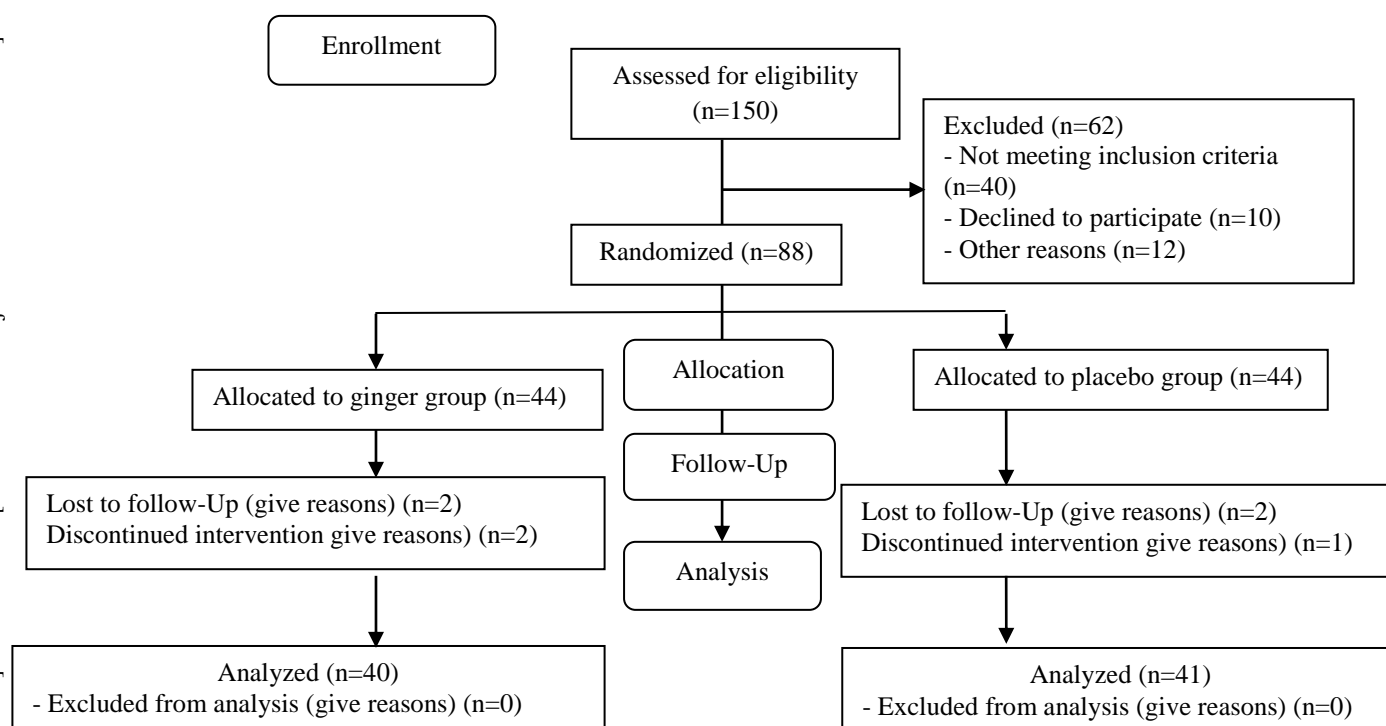 Enrollment
Assessed for eligibility
(n=150)
Excluded (n=62)
- Not meeting inclusion criteria
(n=40)
- Declined to participate (n=10)
- Other reasons (n=12)
Randomized (n=88)
Allocation
Allocated to ginger group (n=44)
Allocated to placebo group (n=44)
Follow-Up
Lost to follow-Up (give reasons) (n=2)
Discontinued intervention give reasons) (n=2)
Lost to follow-Up (give reasons) (n=2)
Discontinued intervention give reasons) (n=1)
Analysis
Analyzed (n=40)
- Excluded from analysis (give reasons) (n=0)
Analyzed (n=41)
- Excluded from analysis (give reasons) (n=0)